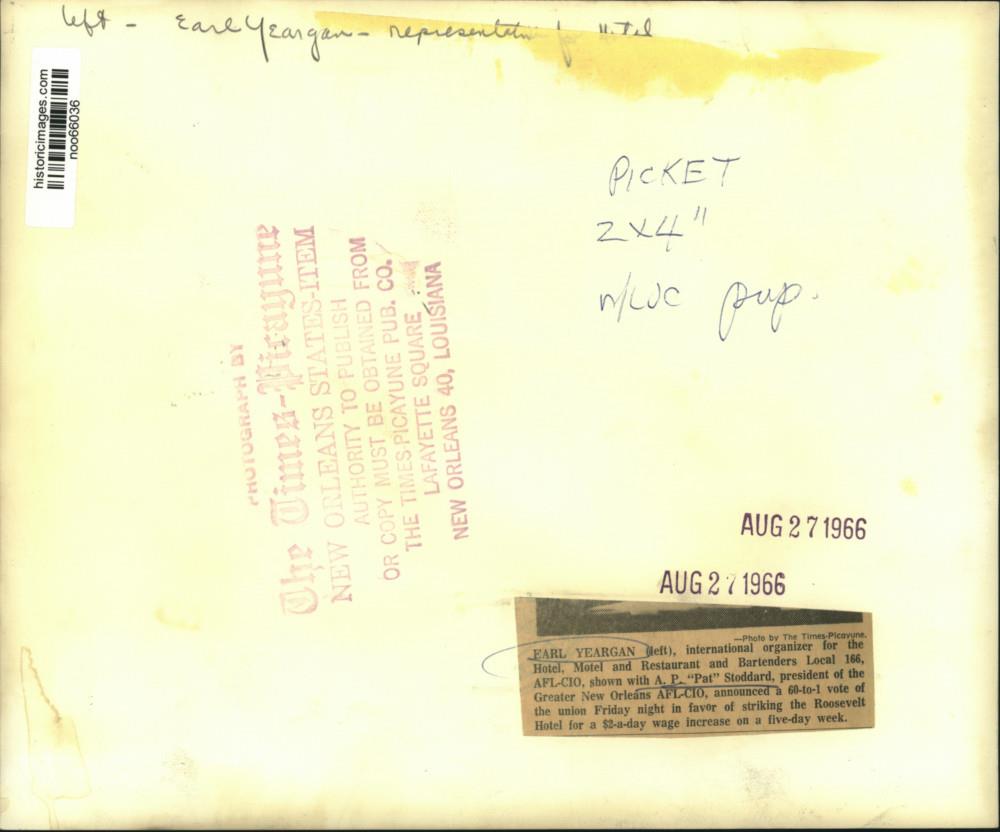 left - Earl Yeargan - representative for Hotel
historicimages.com
noo66036
PICKET
2x4"
PHOTOGRAPH BY
The Times-Picayune
NEW ORLEANS STATES-ITEM
AUTHORITY TO PUBLISH
OR COPY MUST BE OBTAINED FROM
THE TIMES-PICAYUNE PUB. CO.
LAFAYETTE SQUARE
NEW ORLEANS 40, LOUISIANA
AUG 27 1966
AUG 27 1966
—Photo by The Times-Picayune.
EARL YEARGAN (left), international organizer for the
Hotel, Motel and Restaurant and Bartenders Local 166,
AFL-CIO, shown with A. P. "Pat" Stoddard, president of the
Greater New Orleans AFL-CIO, announced a 60-to-1 vote of
the union Friday night in favor of striking the Roosevelt
Hotel for a $2-a-day wage increase on a five-day week.